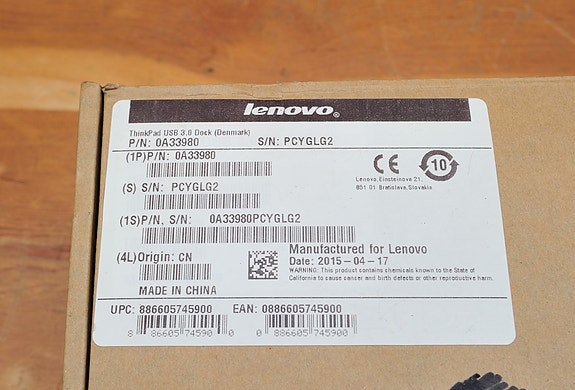 lenovo.
ThinkPad USB 3.0 Dock (Denmark)
P/N: 0A33980 S/N: PCYGLG2
(1P)P/N: 0A33980
(S) S/N: PCYGLG2
(1S)P/N, S/N: 0A33980PCYGLG2
(4L)Origin: CN
MADE IN CHINA
10
Lenovo, Einsteinova 21,
851 01 Bratislava, Slovakia
Manufactured for Lenovo
Date: 2015-04-17
WARNING: This product contains chemicals known to the State of
California to cause cancer and birth defects or other reproductive harm.
UPC: 886605745900 EAN: 0886605745900
8 86605 74590 0 0 886605 745900